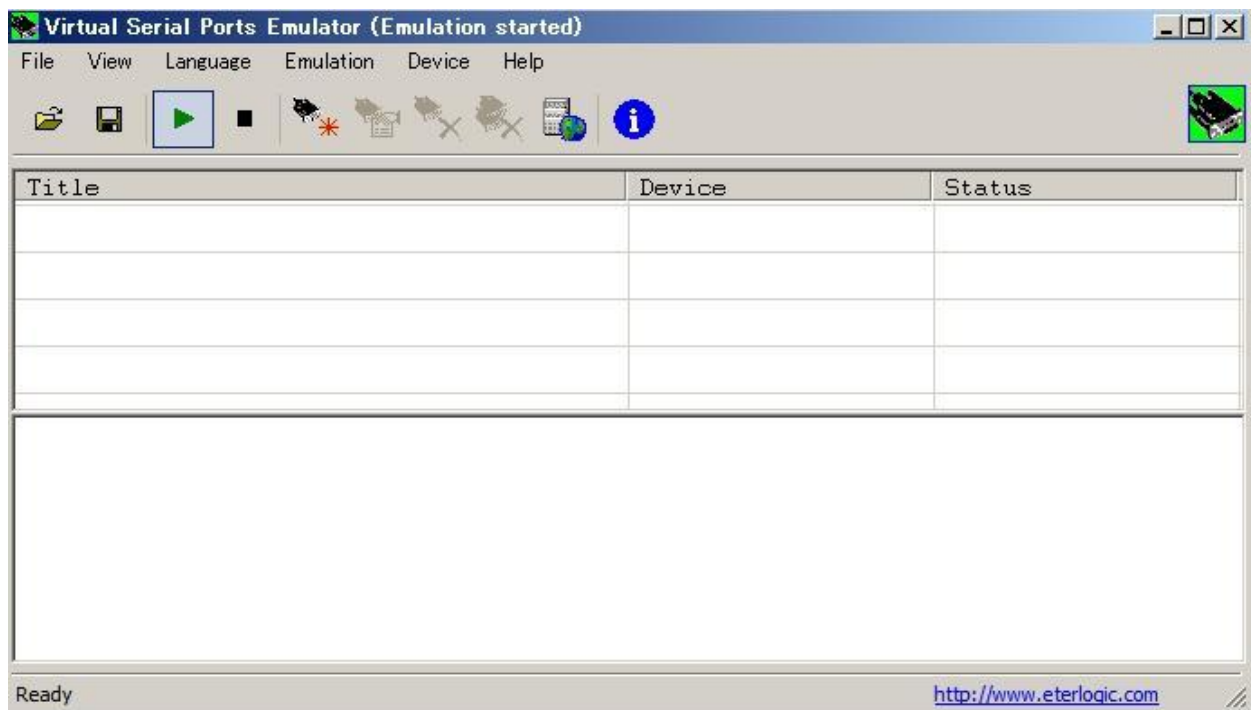 Virtual Serial Ports Emulator (Emulation started)
File View Language Emulation Device Help
Title Device Status
Ready http://www.eterlogic.com